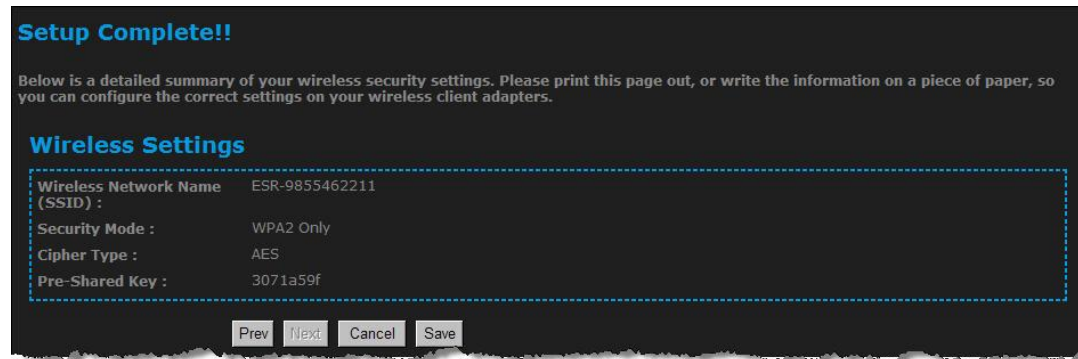 Setup Complete!!
Below is a detailed summary of your wireless security settings. Please print this page out, or write the information on a piece of paper, so
you can configure the correct settings on your wireless client adapters.
Wireless Settings
Wireless Network Name ESR-9855462211
(SSID) :
Security Mode : WPA2 Only
Cipher Type : AES
Pre-Shared Key : 3071a59f
Prev Next Cancel Save